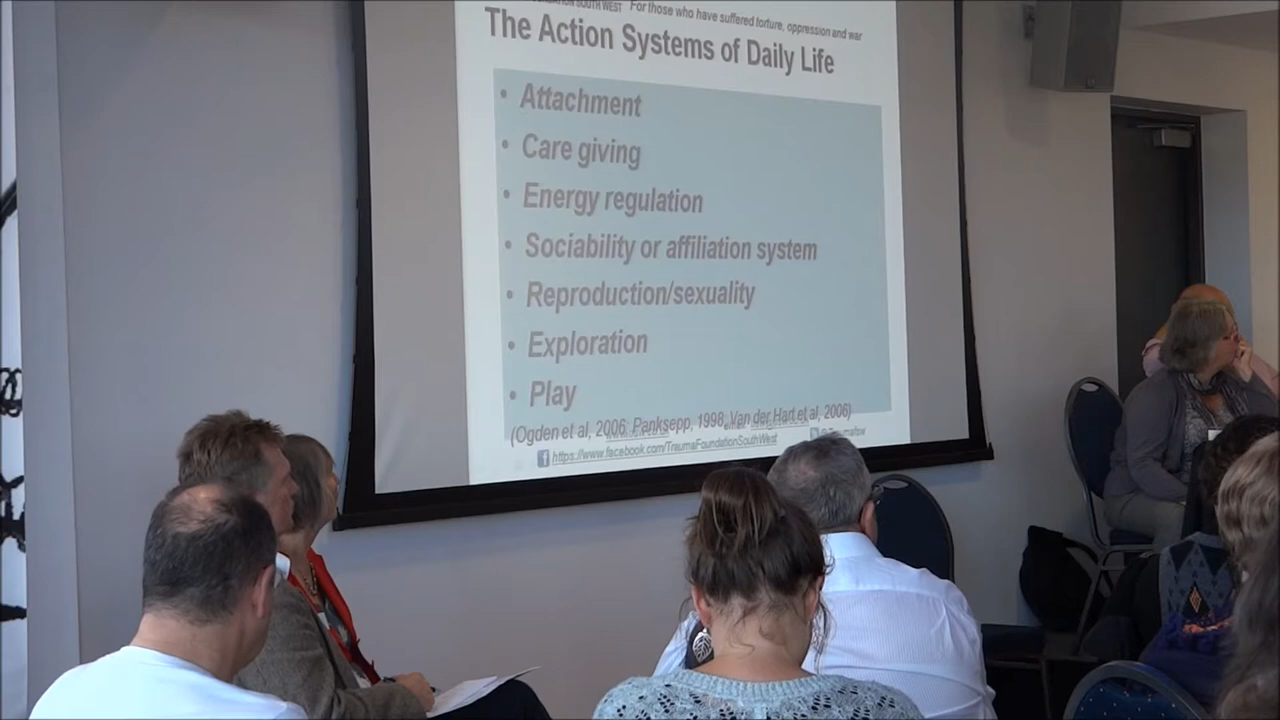 SOUTH WEST For those who have suffered torture, oppression and war
The Action Systems of Daily Life
• Attachment
• Care giving
• Energy regulation
• Sociability or affiliation system
• Reproduction/sexuality
• Exploration
• Play
(Ogden et al, 2006, Panksepp, 1998, Van der Hart et al, 2006)
https://www.facebook.com/TraumaFoundationSouthWest